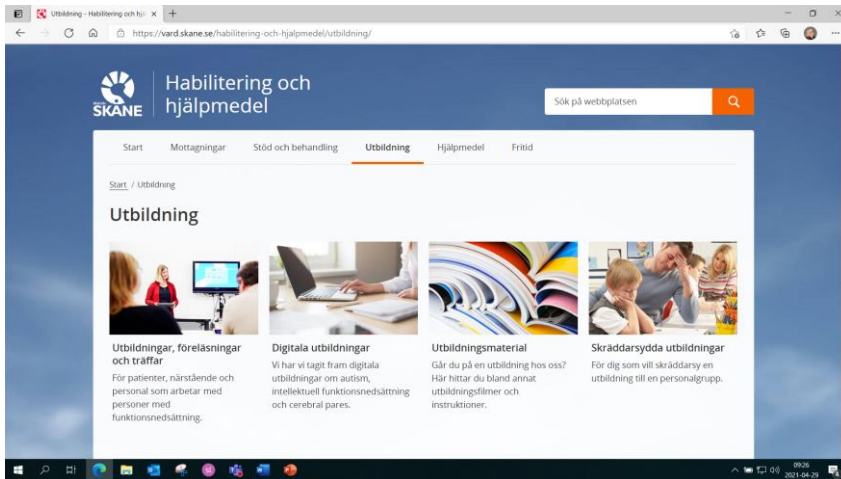 Utbildning - Habilitering och hjä
https://vard.skane.se/habilitering-och-hjalpmedel/utbildning/
SKÅNE
Habilitering och
hjälpmedel
Sök på webbplatsen
Start Mottagningar Stöd och behandling Utbildning Hjälpmedel Fritid
Start / Utbildning
Utbildning
Utbildningar, föreläsningar
och träffar
För patienter, närstående och
personal som arbetar med
personer med
funktionsnedsättning.
Digitala utbildningar
Vi har vi tagit fram digitala
utbildningar om autism,
intellektuell funktionsnedsättning
och cerebral pares.
Utbildningsmaterial
Går du på en utbildning hos oss?
Här hittar du bland annat
utbildningsfilmer och
instruktioner.
Skräddarsydda utbildningar
För dig som vill skräddarsy en
utbildning till en personalgrupp.
09:26
2021-04-29